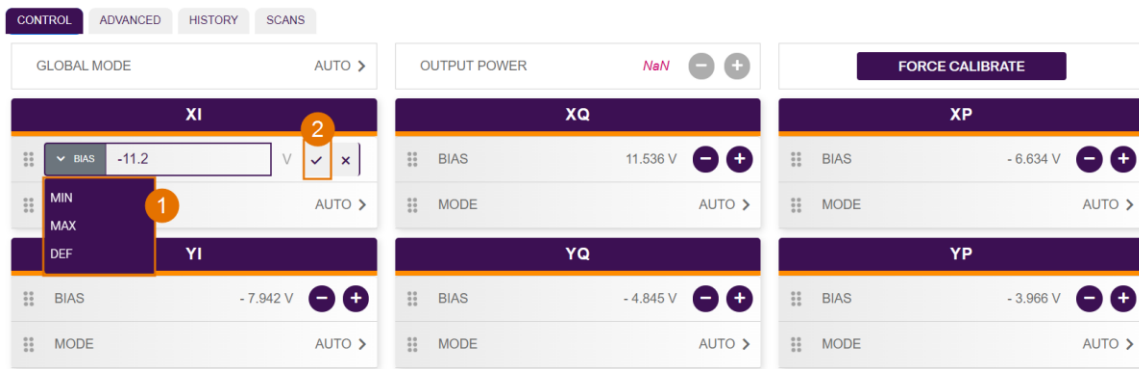 CONTROL ADVANCED HISTORY SCANS
GLOBAL MODE AUTO > OUTPUT POWER NaN − + FORCE CALIBRATE
XI XQ XP
2
BIAS -11.2 V BIAS 11.536 V − + BIAS - 6.634 V − +
MIN 1 AUTO > MODE AUTO > MODE AUTO >
MAX
DEF YI YQ YP
BIAS - 7.942 V − + BIAS - 4.845 V − + BIAS - 3.966 V − +
MODE AUTO > MODE AUTO > MODE AUTO >